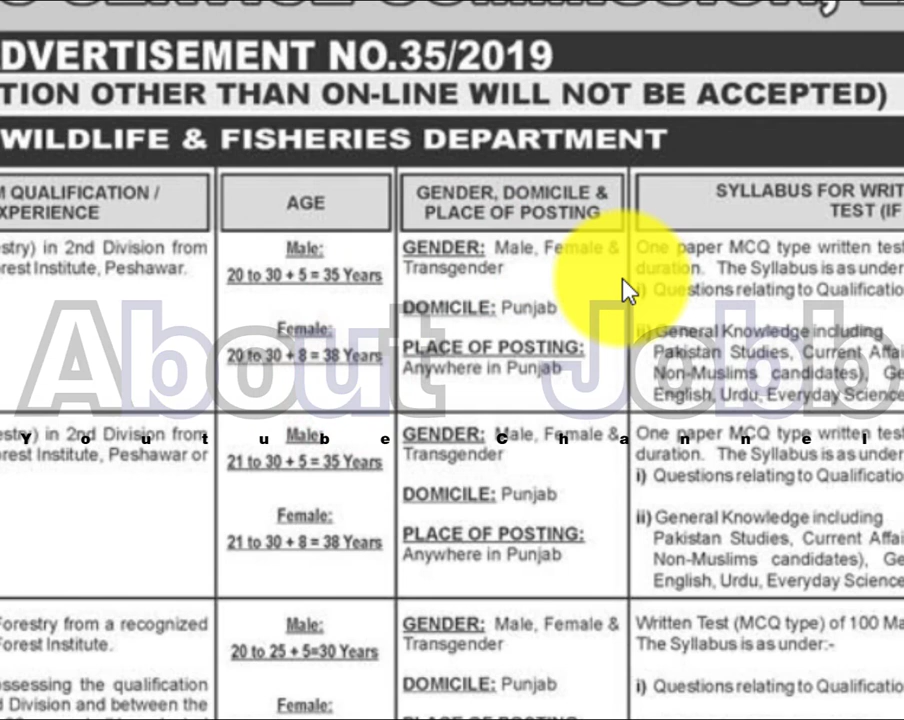 DVERTISEMENT NO.35/2019
TION OTHER THAN ON-LINE WILL NOT BE ACCEPTED)
WILDLIFE & FISHERIES DEPARTMENT
QUALIFICATION /
XPERIENCE
AGE
GENDER, DOMICILE &
PLACE OF POSTING
SYLLABUS FOR WRIT
TEST (IF
estry) in 2nd Division from
rest Institute, Peshawar.
Male:
20 to 30 + 5 = 35 Years
Female:
20 to 30 + 8 = 38 Years
GENDER: Male, Female &
Transgender
DOMICILE: Punjab
PLACE OF POSTING:
Anywhere in Punjab
One paper MCQ type written test
duration. The Syllabus is as under
i) Questions relating to Qualificatio
ii) General Knowledge including
Pakistan Studies, Current Affai
Non-Muslims candidates), Ge
English, Urdu, Everyday Science
About Jobb
Youtube Channel
estry) in 2nd Division from
rest Institute, Peshawar or
Male:
21 to 30 + 5 = 35 Years
Female:
21 to 30 + 8 = 38 Years
GENDER: Male, Female &
Transgender
DOMICILE: Punjab
PLACE OF POSTING:
Anywhere in Punjab
One paper MCQ type written test
duration. The Syllabus is as under
i) Questions relating to Qualificatio
ii) General Knowledge including
Pakistan Studies, Current Affai
Non-Muslims candidates), Ge
English, Urdu, Everyday Science
Forestry from a recognized
Forest Institute.
ossessing the qualification
d Division and between the
Male:
20 to 25 + 5=30 Years
Female:
GENDER: Male, Female &
Transgender
DOMICILE: Punjab
Written Test (MCQ type) of 100 Ma
The Syllabus is as under:-
i) Questions relating to Qualificatio